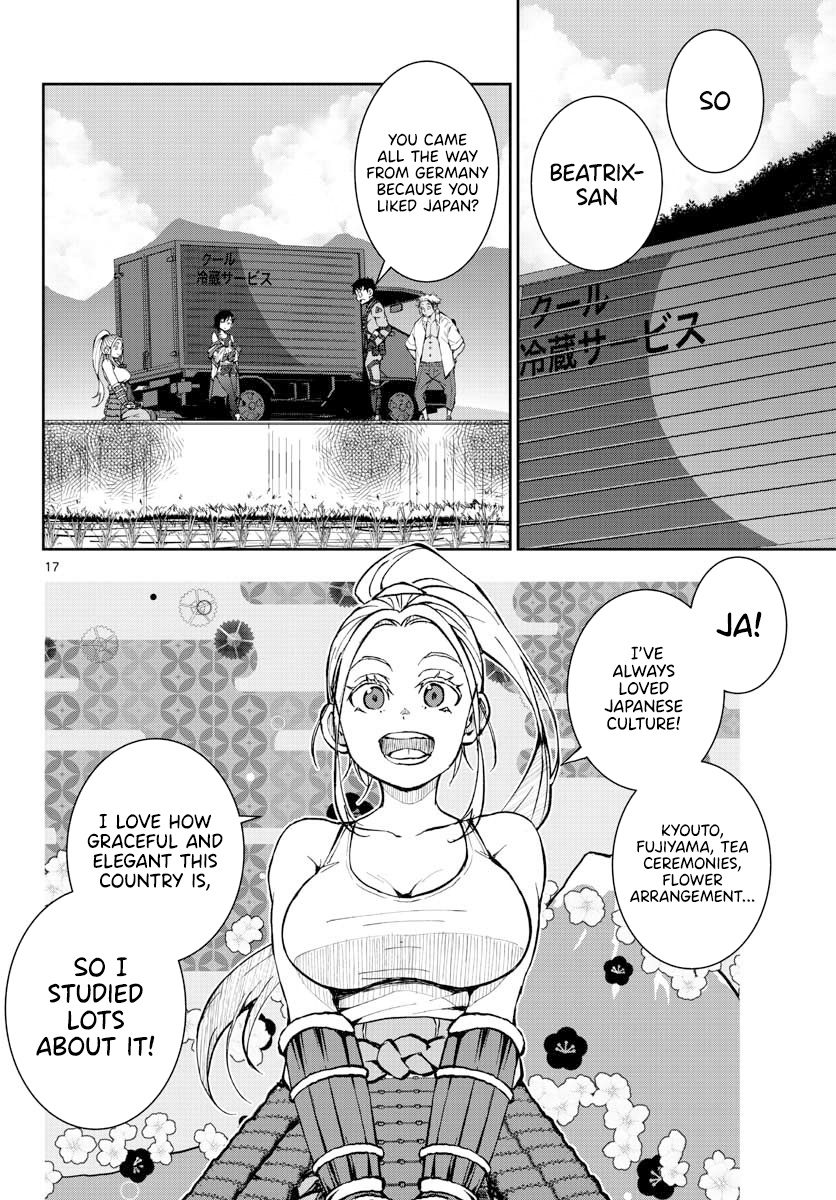 SO
BEATRIX-
SAN
クール
冷蔵サービス
YOU CAME
ALL THE WAY
FROM GERMANY
BECAUSE YOU
LIKED JAPAN?
クール
冷蔵サービス
17
JA!
I'VE
ALWAYS
LOVED
JAPANESE
CULTURE!
KYOUTO,
FUJIYAMA, TEA
CEREMONIES,
FLOWER
ARRANGEMENT...
I LOVE HOW
GRACEFUL AND
ELEGANT THIS
COUNTRY IS,
SO I
STUDIED
LOTS
ABOUT IT!